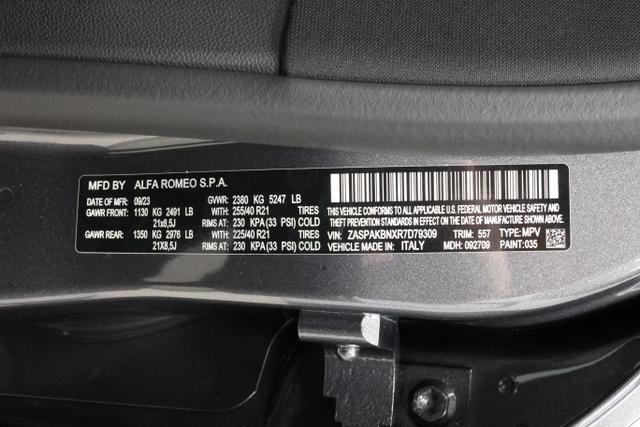 MFD BY ALFA ROMEO S.P.A.
DATE OF MFR: 09/23 GVWR: 2380 KG 5247 LB
GAWR FRONT: 1130 KG 2491 LB WITH: 255/40 R21 TIRES
21x8,5J RIMS AT: 230 KPA(33 PSI) COLD
GAWR REAR: 1350 KG 2976 LB WITH: 225/40 R21 TIRES
21X8,5J RIMS AT: 230 KPA(33 PSI) COLD
THIS VEHICLE CONFORMS TO ALL APPLICABLE U.S. FEDERAL MOTOR
VEHICLE SAFETY STANDARDS, BUMPER STANDARDS, AND
THEFT PREVENTION STANDARDS IN EFFECT ON THE DATE OF MANUFACTURE SHOWN ABOVE.
VIN: ZASPAKBNXR7D79309 TRIM: 557 TYPE: MPV
VEHICLE MADE IN: ITALY MDH: 092709 PAINT: 035